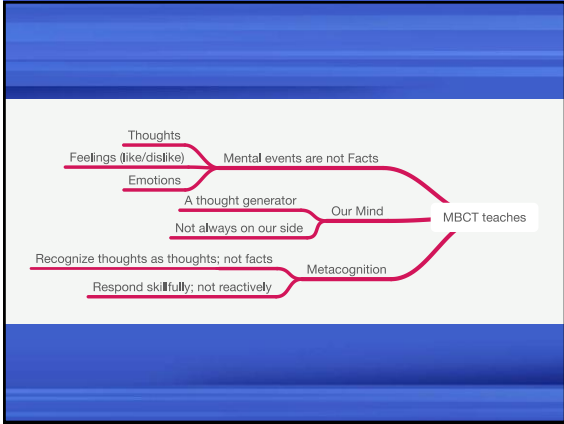 Thoughts
Feelings (like/dislike)
Emotions
Mental events are not Facts
A thought generator
Not always on our side
Our Mind
Recognize thoughts as thoughts; not facts
Respond skillfully; not reactively
Metacognition
MBCT teaches